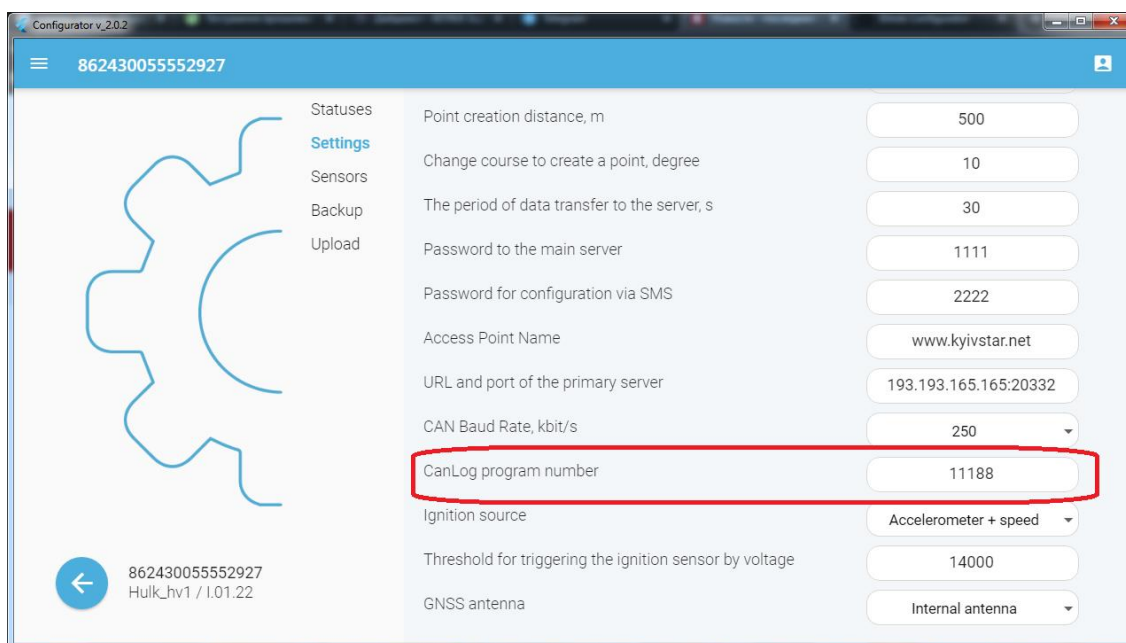 Configurator v_2.0.2
862430055552927
Statuses
Settings
Sensors
Backup
Upload
Point creation distance, m 500
Change course to create a point, degree 10
The period of data transfer to the server, s 30
Password to the main server 1111
Password for configuration via SMS 2222
Access Point Name www.kyivstar.net
URL and port of the primary server 193.193.165.165:20332
CAN Baud Rate, kbit/s 250
CanLog program number 11188
Ignition source Accelerometer + speed
Threshold for triggering the ignition sensor by voltage 14000
GNSS antenna Internal antenna
862430055552927
Hulk_hv1 / I.01.22